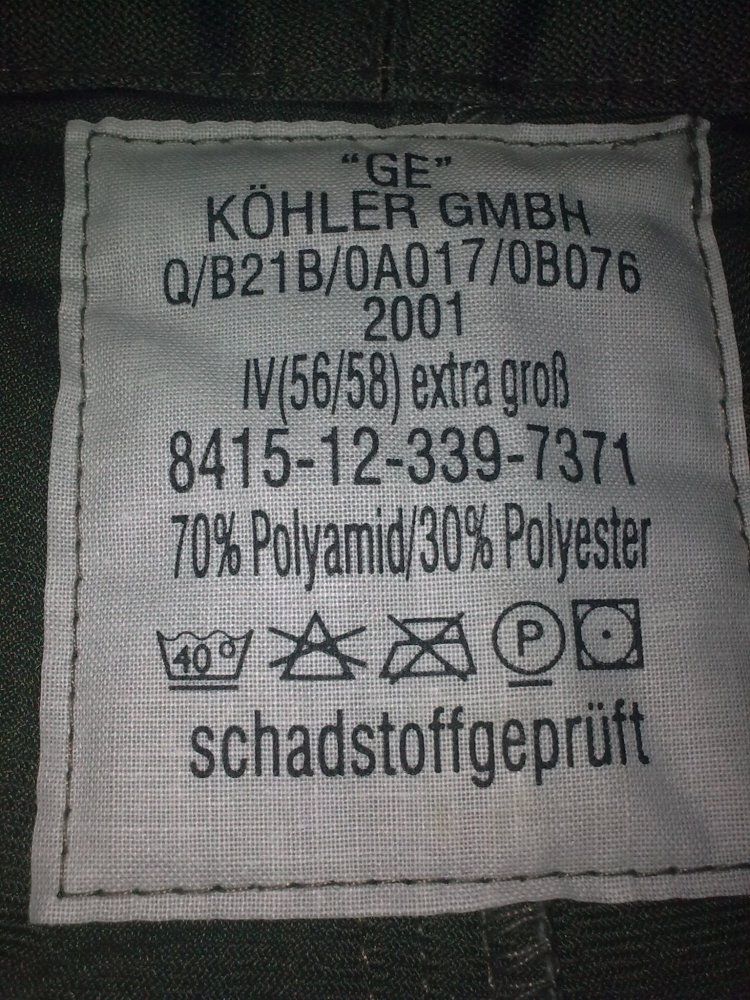 “GE”
KÖHLER GMBH
Q/B21B/0A017/0B076
2001
IV(56/58) extra groß
8415-12-339-7371
70% Polyamid/30% Polyester
40° P
schadstoffgeprüft